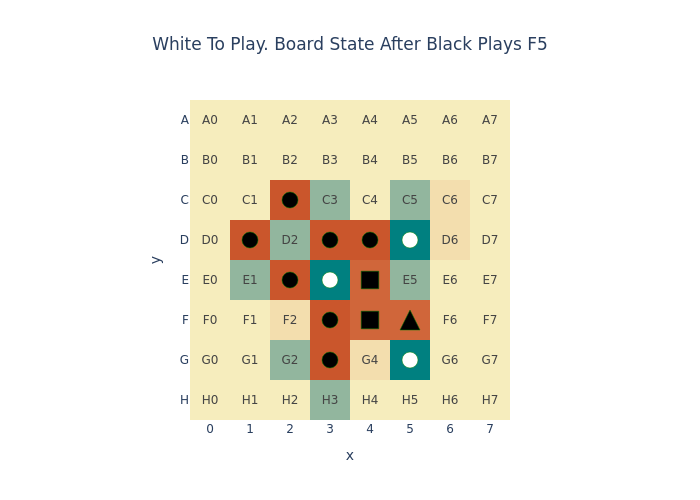 White To Play. Board State After Black Plays F5
A A0 A1 A2 A3 A4 A5 A6 A7
B B0 B1 B2 B3 B4 B5 B6 B7
C C0 C1 C3 C4 C5 C6 C7
D D0 D2 D6 D7
y
E E0 E1 E5 E6 E7
F F0 F1 F2 F6 F7
G G0 G1 G2 G4 G6 G7
H H0 H1 H2 H3 H4 H5 H6 H7
0 1 2 3 4 5 6 7
x